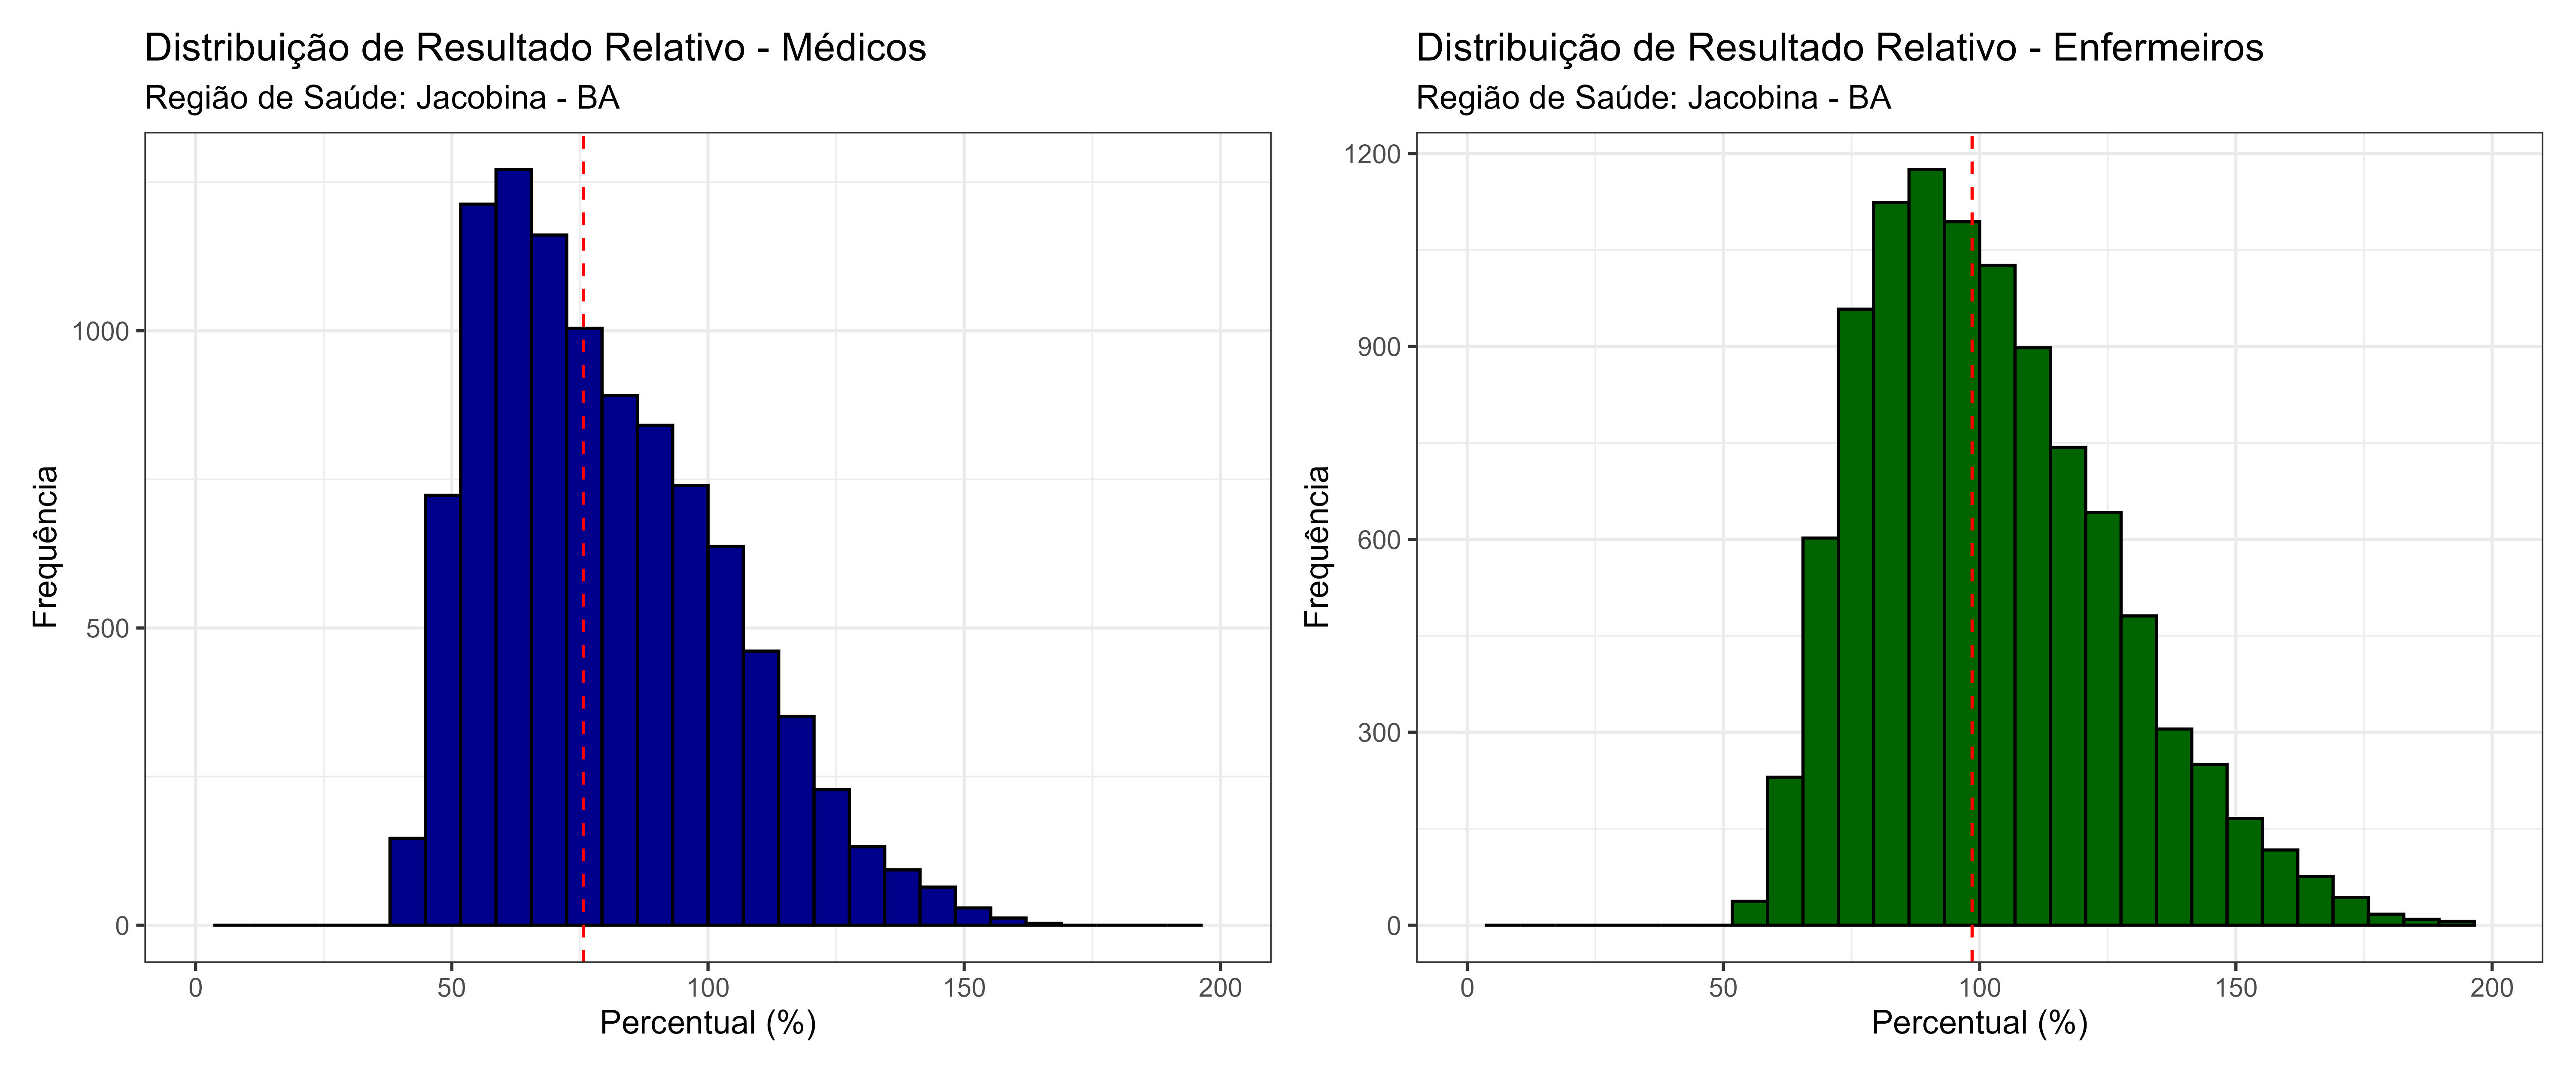 Distribuição de Resultado Relativo - Médicos
Região de Saúde: Jacobina - BA
Frequência
1000
500
0
0 50 100 150 200
Percentual (%)
Distribuição de Resultado Relativo - Enfermeiros
Região de Saúde: Jacobina - BA
Frequência
1200
900
600
300
0
0 50 100 150 200
Percentual (%)